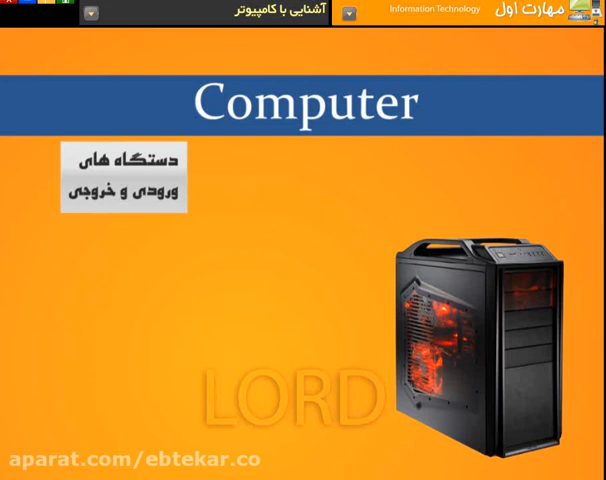 مهارت اول
Information Technology
آشنایی با کامپیوتر
Computer
دستگاه های
ورودی و خروجی
LORD
aparat.com/ebtekar.co